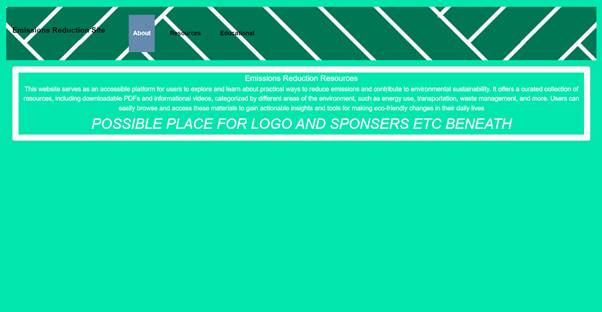 Emissions Reduction Site
About
Resources
Educational
Emissions Reduction Resources
This website serves as an accessible platform for users to explore and learn about practical ways to reduce emissions and contribute to environmental sustainability. It offers a curated collection of
resources, including downloadable PDFs and informational videos, categorized by different areas of the environment, such as energy use, transportation, waste management, and more. Users can
easily browse and access these materials to gain actionable insights and tools for making eco-friendly changes in their daily lives
POSSIBLE PLACE FOR LOGO AND SPONSERS ETC BENEATH